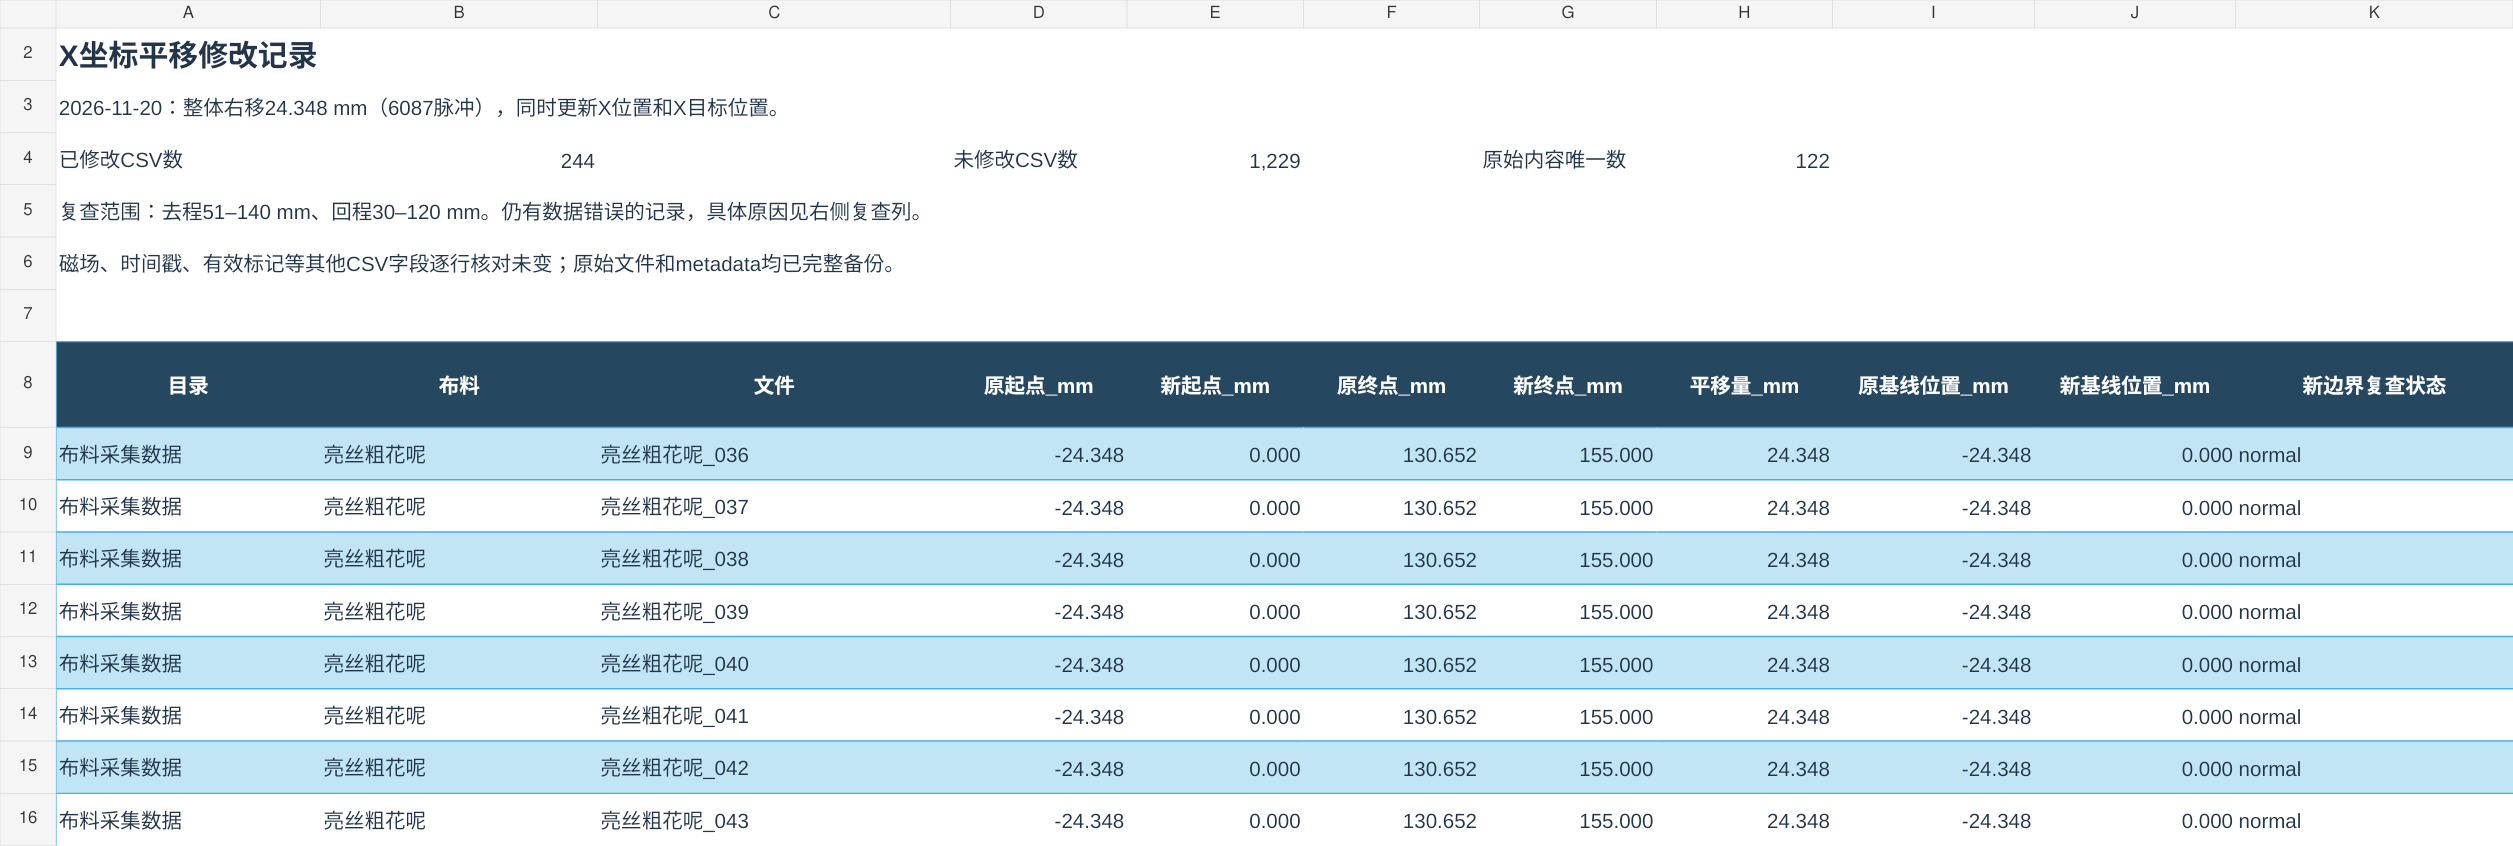 A B C D E F G H I J K
2 X坐标平移修改记录
3 2026-11-20：整体右移24.348 mm（6087脉冲），同时更新X位置和X目标位置。
4 已修改CSV数 244 未修改CSV数 1,229 原始内容唯一数 122
5 复查范围：去程51–140 mm、回程30–120 mm。仍有数据错误的记录，具体原因见右侧复查列。
6 磁场、时间戳、有效标记等其他CSV字段逐行核对未变；原始文件和metadata均已完整备份。
7
8 目录 布料 文件 原起点_mm 新起点_mm 原终点_mm 新终点_mm 平移量_mm 原基线位置_mm 新基线位置_mm 新边界复查状态
9 布料采集数据 亮丝粗花呢 亮丝粗花呢_036 -24.348 0.000 130.652 155.000 24.348 -24.348 0.000 normal
10 布料采集数据 亮丝粗花呢 亮丝粗花呢_037 -24.348 0.000 130.652 155.000 24.348 -24.348 0.000 normal
11 布料采集数据 亮丝粗花呢 亮丝粗花呢_038 -24.348 0.000 130.652 155.000 24.348 -24.348 0.000 normal
12 布料采集数据 亮丝粗花呢 亮丝粗花呢_039 -24.348 0.000 130.652 155.000 24.348 -24.348 0.000 normal
13 布料采集数据 亮丝粗花呢 亮丝粗花呢_040 -24.348 0.000 130.652 155.000 24.348 -24.348 0.000 normal
14 布料采集数据 亮丝粗花呢 亮丝粗花呢_041 -24.348 0.000 130.652 155.000 24.348 -24.348 0.000 normal
15 布料采集数据 亮丝粗花呢 亮丝粗花呢_042 -24.348 0.000 130.652 155.000 24.348 -24.348 0.000 normal
16 布料采集数据 亮丝粗花呢 亮丝粗花呢_043 -24.348 0.000 130.652 155.000 24.348 -24.348 0.000 normal